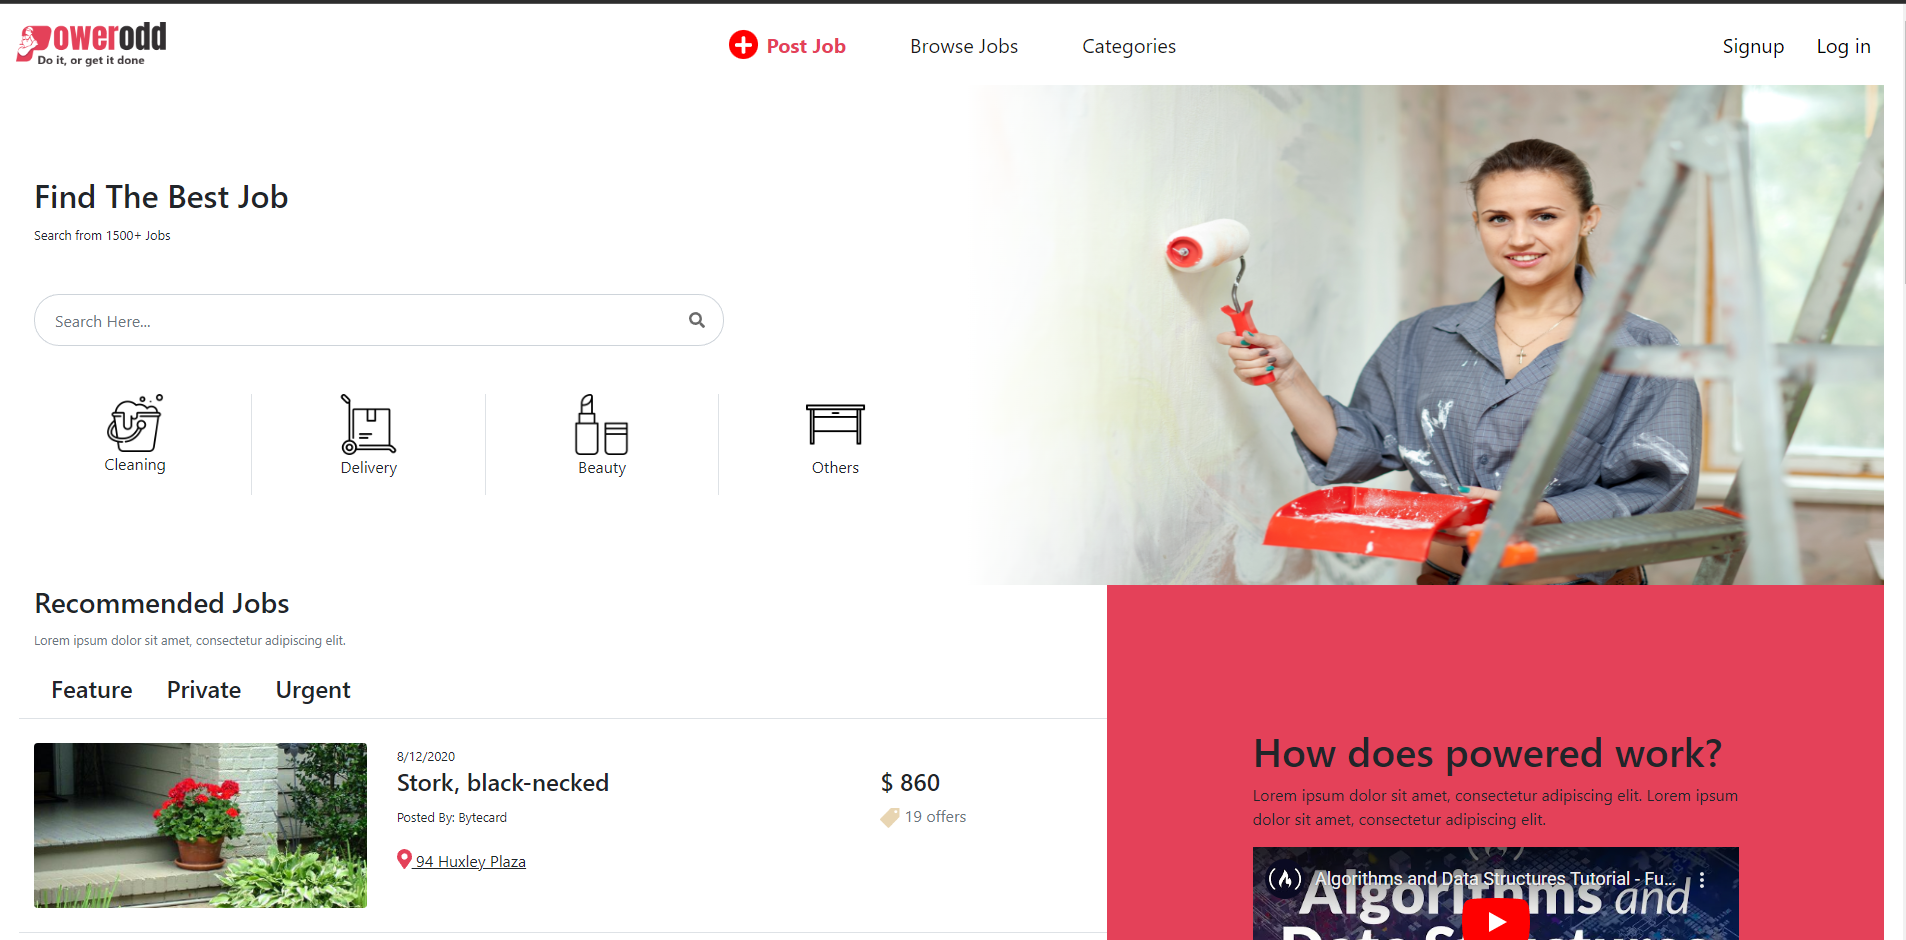 owerodd
Do it, or get it done
Post Job
Browse Jobs
Categories
Signup
Log in
Find The Best Job
Search from 1500+ Jobs
Search Here...
Cleaning
Delivery
Beauty
Others
Recommended Jobs
Lorem ipsum dolor sit amet, consectetur adipiscing elit.
Feature
Private
Urgent
8/12/2020
Stork, black-necked
Posted By: Bytecard
94 Huxley Plaza
$ 860
19 offers
How does powered work?
Lorem ipsum dolor sit amet, consectetur adipiscing elit. Lorem ipsum
dolor sit amet, consectetur adipiscing elit.
Algorithms and Data Structures Tutorial - Fu...
Algorithms and